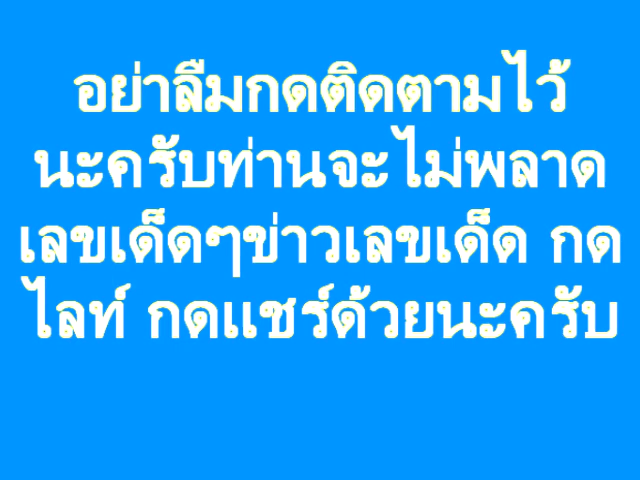 อย่าลืมกดติดตามไว้
นะครับท่านจะไม่พลาด
เลขเด็ดๆข่าวเลขเด็ด กด
ไลท์ กดแชร์ด้วยนะครับ